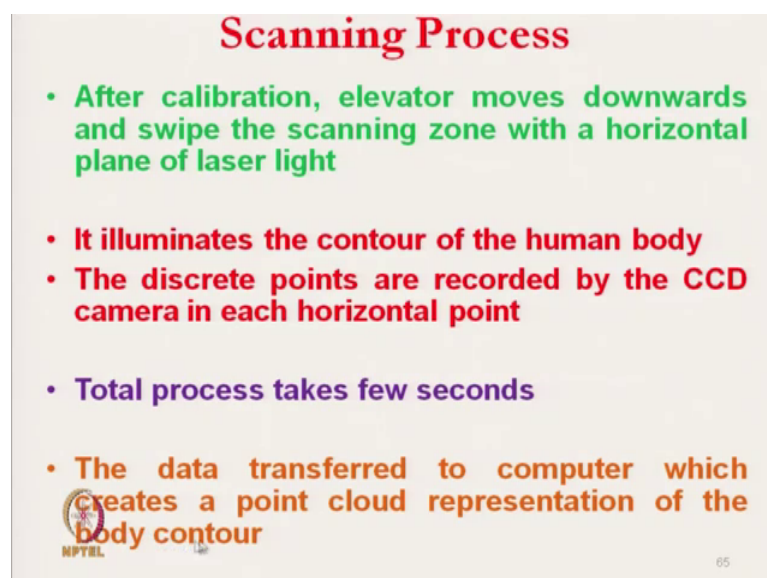 Scanning Process
• After calibration, elevator moves downwards
and swipe the scanning zone with a horizontal
plane of laser light
• It illuminates the contour of the human body
• The discrete points are recorded by the CCD
camera in each horizontal point
• Total process takes few seconds
• The data transferred to computer which
creates a point cloud representation of the
body contour
NPTEL
65